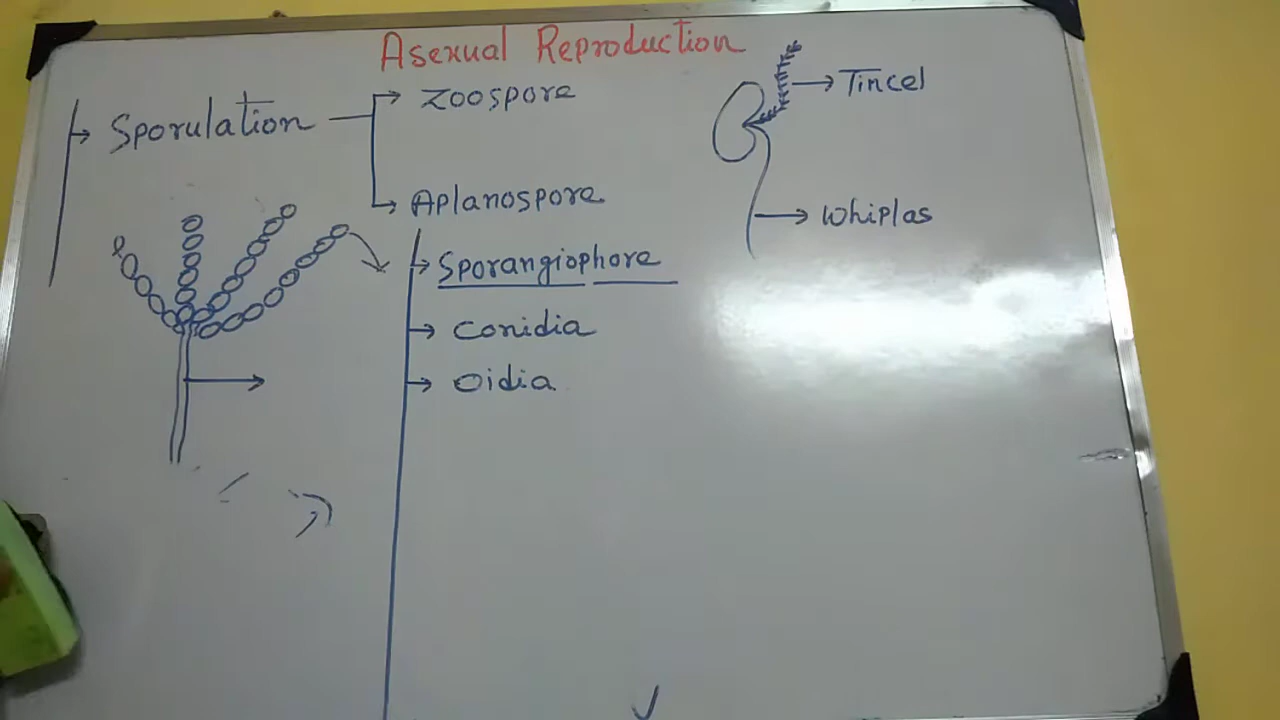 Asexual Reproduction
Sporulation
Zoospore
Aplanospore
Sporangiophore
Conidia
Oidia
Tincel
Whiplas